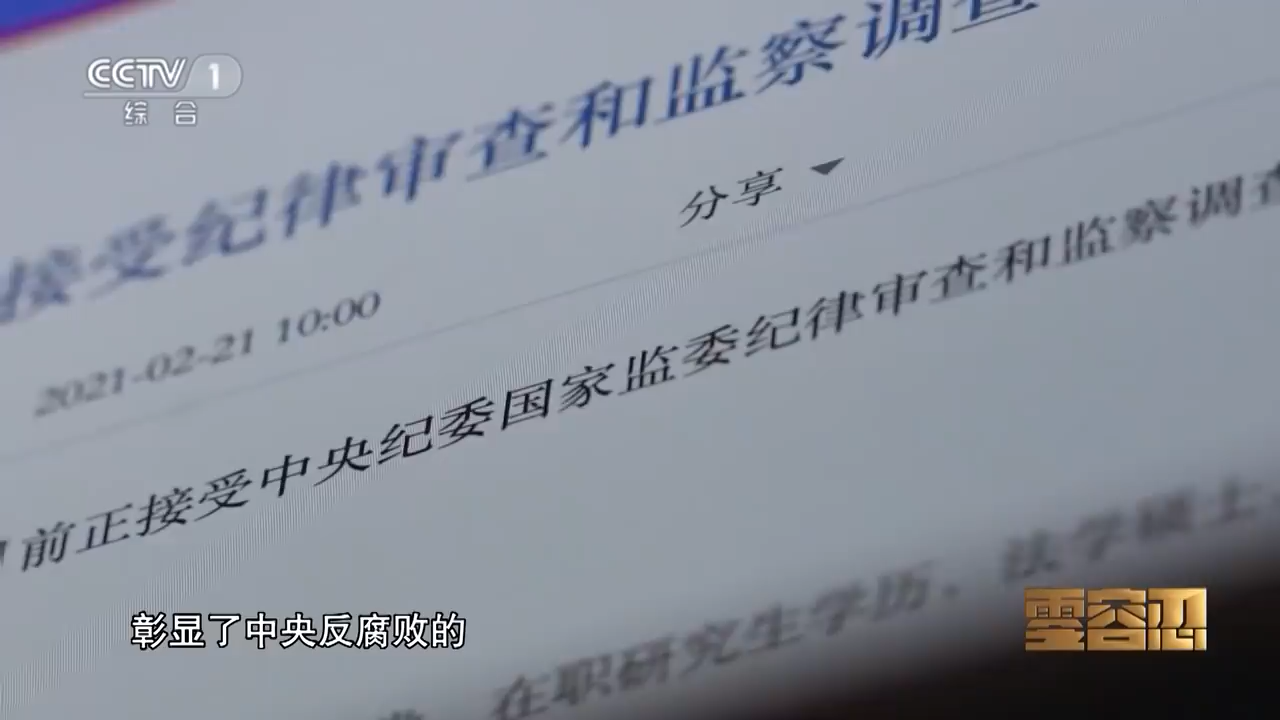 CCTV 1
综合
接受纪律审查和监察调查
分享
2021-02-21 10:00
前正接受中央纪委国家监委纪律审查和监察调查
在职研究生学历、法学硕士
彰显了中央反腐败的
零容忍